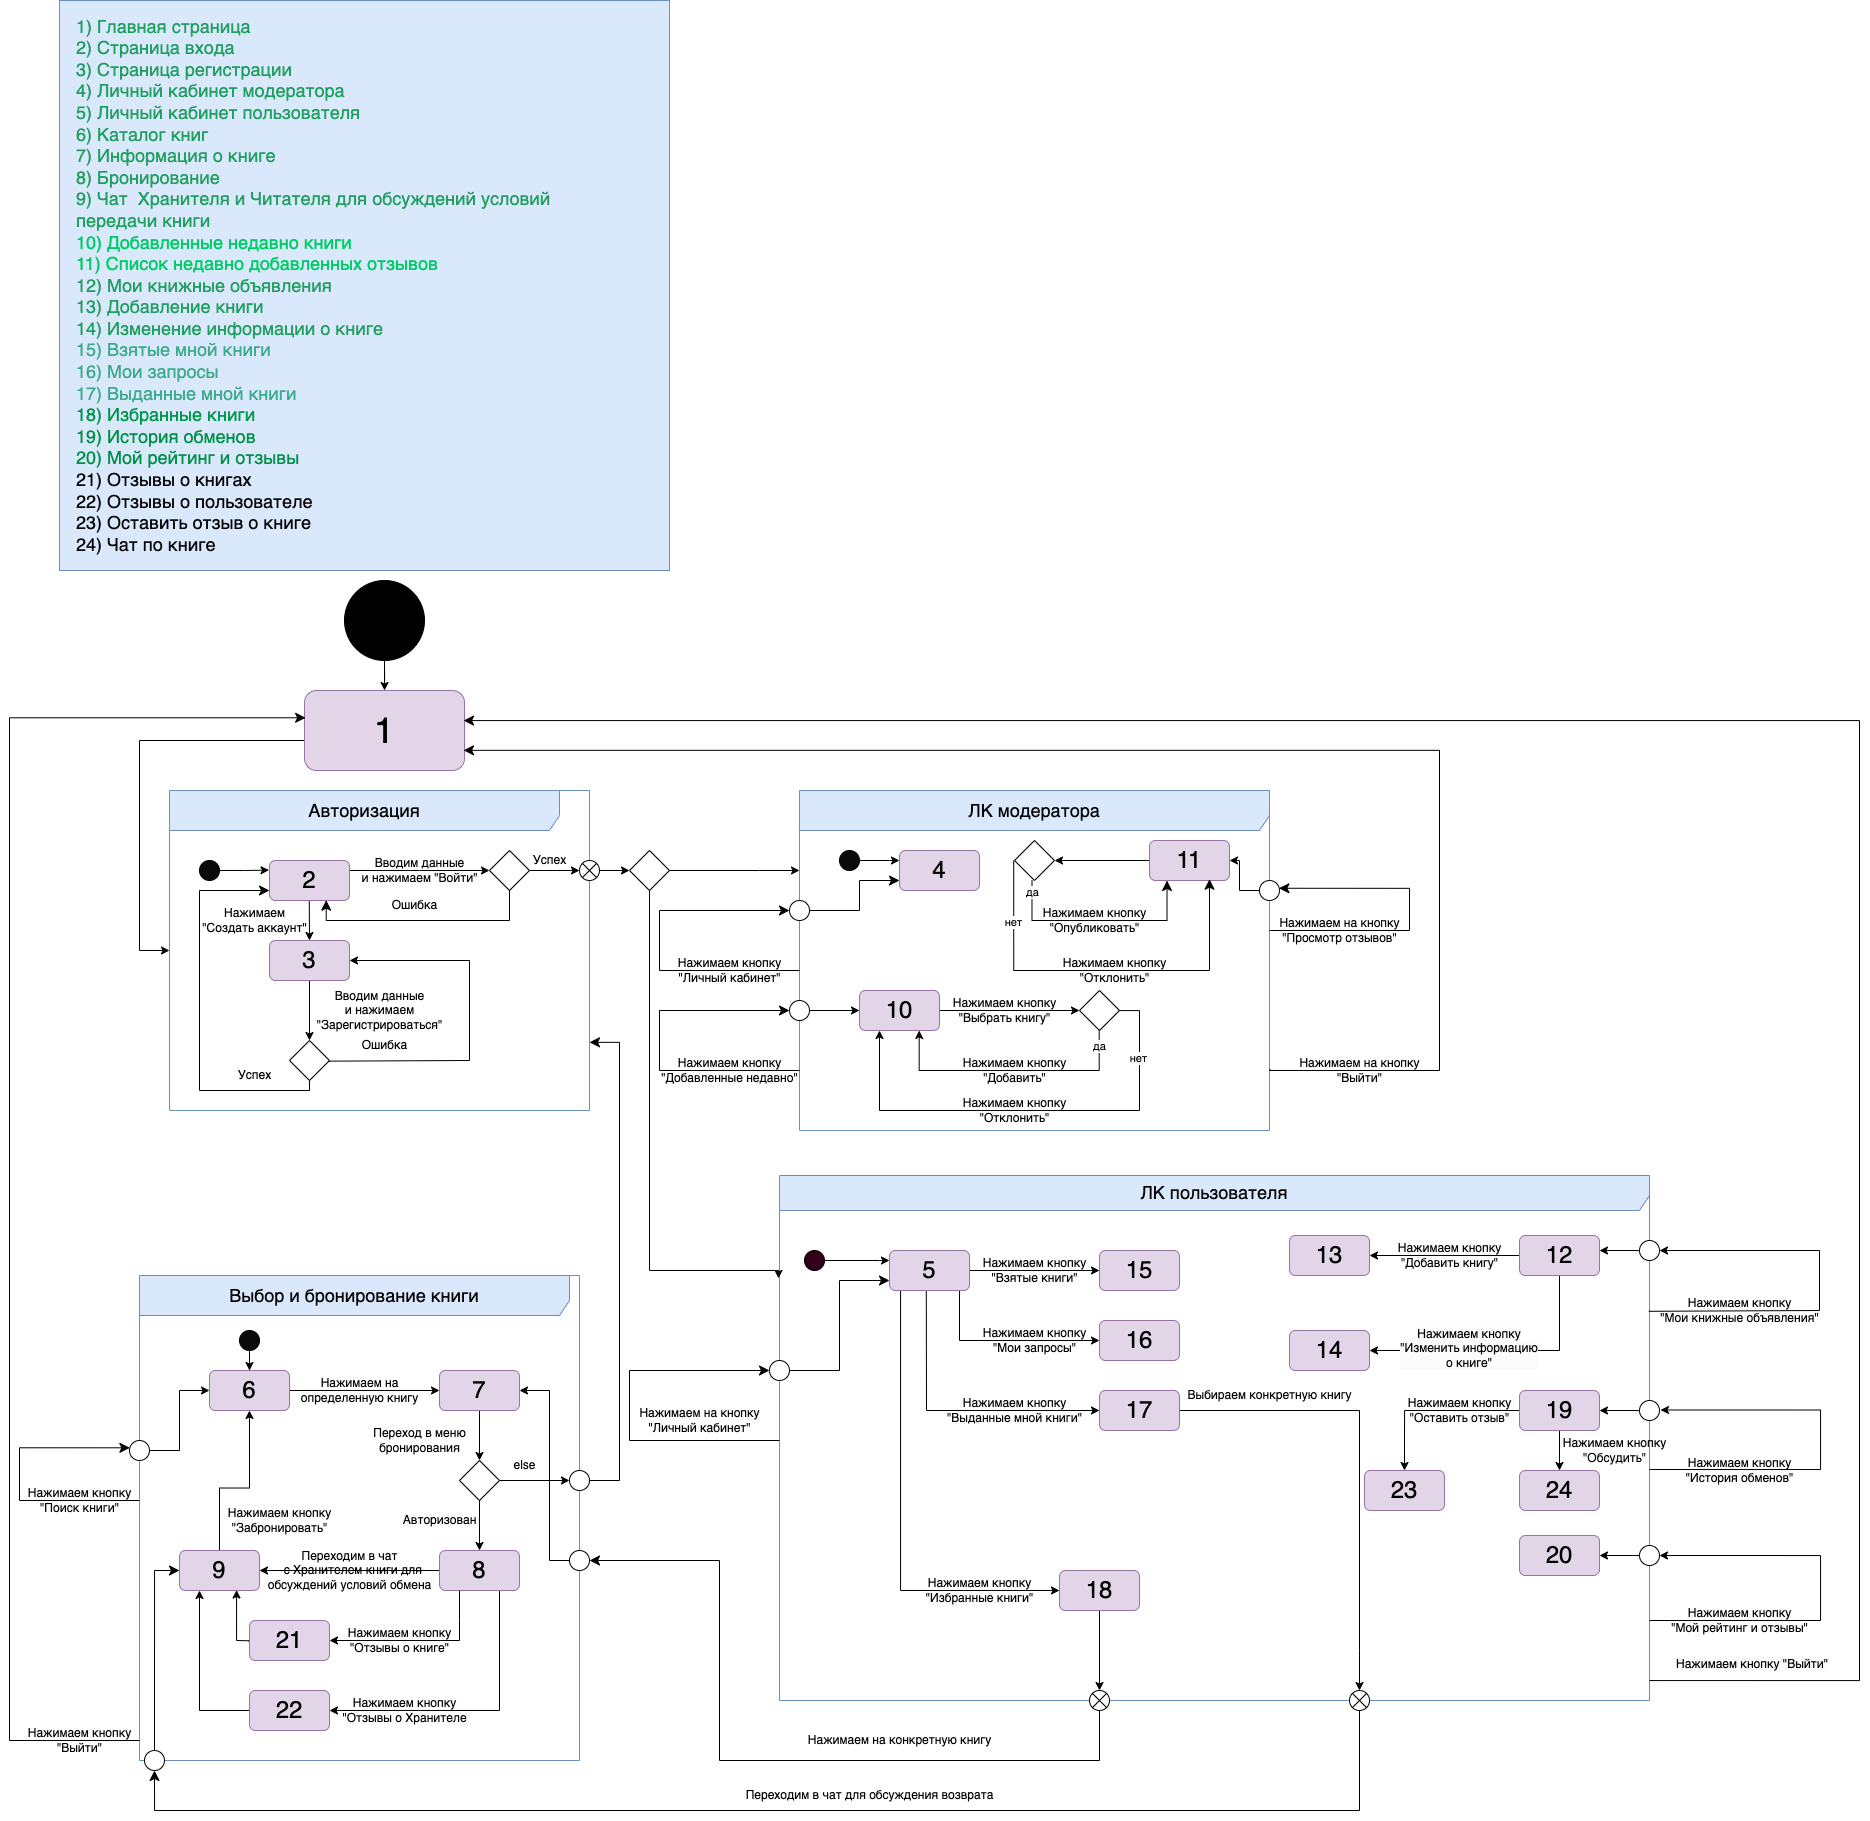 1) Главная страница
2) Страница входа
3) Страница регистрации
4) Личный кабинет модератора
5) Личный кабинет пользователя
6) Каталог книг
7) Информация о книге
8) Бронирование
9) Чат  Хранителя и Читателя для обсуждений условий
передачи книги
10) Добавленные недавно книги
11) Список недавно добавленных отзывов
12) Мои книжные объявления
13) Добавление книги
14) Изменение информации о книге
15) Взятые мной книги
16) Мои запросы
17) Выданные мной книги
18) Избранные книги
19) История обменов
20) Мой рейтинг и отзывы
21) Отзывы о книгах
22) Отзывы о пользователе
23) Оставить отзыв о книге
24) Чат по книге
1
Авторизация
2
Вводим данные
и нажимаем "Войти"
Успех
Ошибка
Нажимаем
"Создать аккаунт"
3
Вводим данные
и нажимаем
"Зарегистрироваться"
Ошибка
Успех
ЛК модератора
4
11
да
нет
Нажимаем кнопку
"Опубликовать"
Нажимаем кнопку
"Отклонить"
Нажимаем на кнопку
"Просмотр отзывов"
Нажимаем кнопку
"Личный кабинет"
10
Нажимаем кнопку
"Выбрать книгу"
да
нет
Нажимаем кнопку
"Добавить"
Нажимаем кнопку
"Отклонить"
Нажимаем кнопку
"Добавленные недавно"
Нажимаем на кнопку
"Выйти"
ЛК пользователя
5
Нажимаем кнопку
"Взятые книги"
15
Нажимаем кнопку
"Мои запросы"
16
Нажимаем кнопку
"Выданные мной книги"
17
Выбираем конкретную книгу
Нажимаем кнопку
"Избранные книги"
18
13
Нажимаем кнопку
"Добавить книгу"
12
14
Нажимаем кнопку
"Изменить информацию
о книге"
Нажимаем кнопку
"Мои книжные объявления"
Нажимаем кнопку
"Оставить отзыв"
19
Нажимаем кнопку
"Обсудить"
23
24
Нажимаем кнопку
"История обменов"
20
Нажимаем кнопку
"Мой рейтинг и отзывы"
Нажимаем кнопку "Выйти"
Нажимаем на кнопку
"Личный кабинет"
Выбор и бронирование книги
6
Нажимаем на
определенную книгу
7
Переход в меню
бронирования
else
Авторизован
Нажимаем кнопку
"Поиск книги"
Нажимаем кнопку
"Забронировать"
9
Переходим в чат
с Хранителем книги для
обсуждений условий обмена
8
21
Нажимаем кнопку
"Отзывы о книге"
22
Нажимаем кнопку
"Отзывы о Хранителе
Нажимаем кнопку
"Выйти"
Нажимаем на конкретную книгу
Переходим в чат для обсуждения возврата